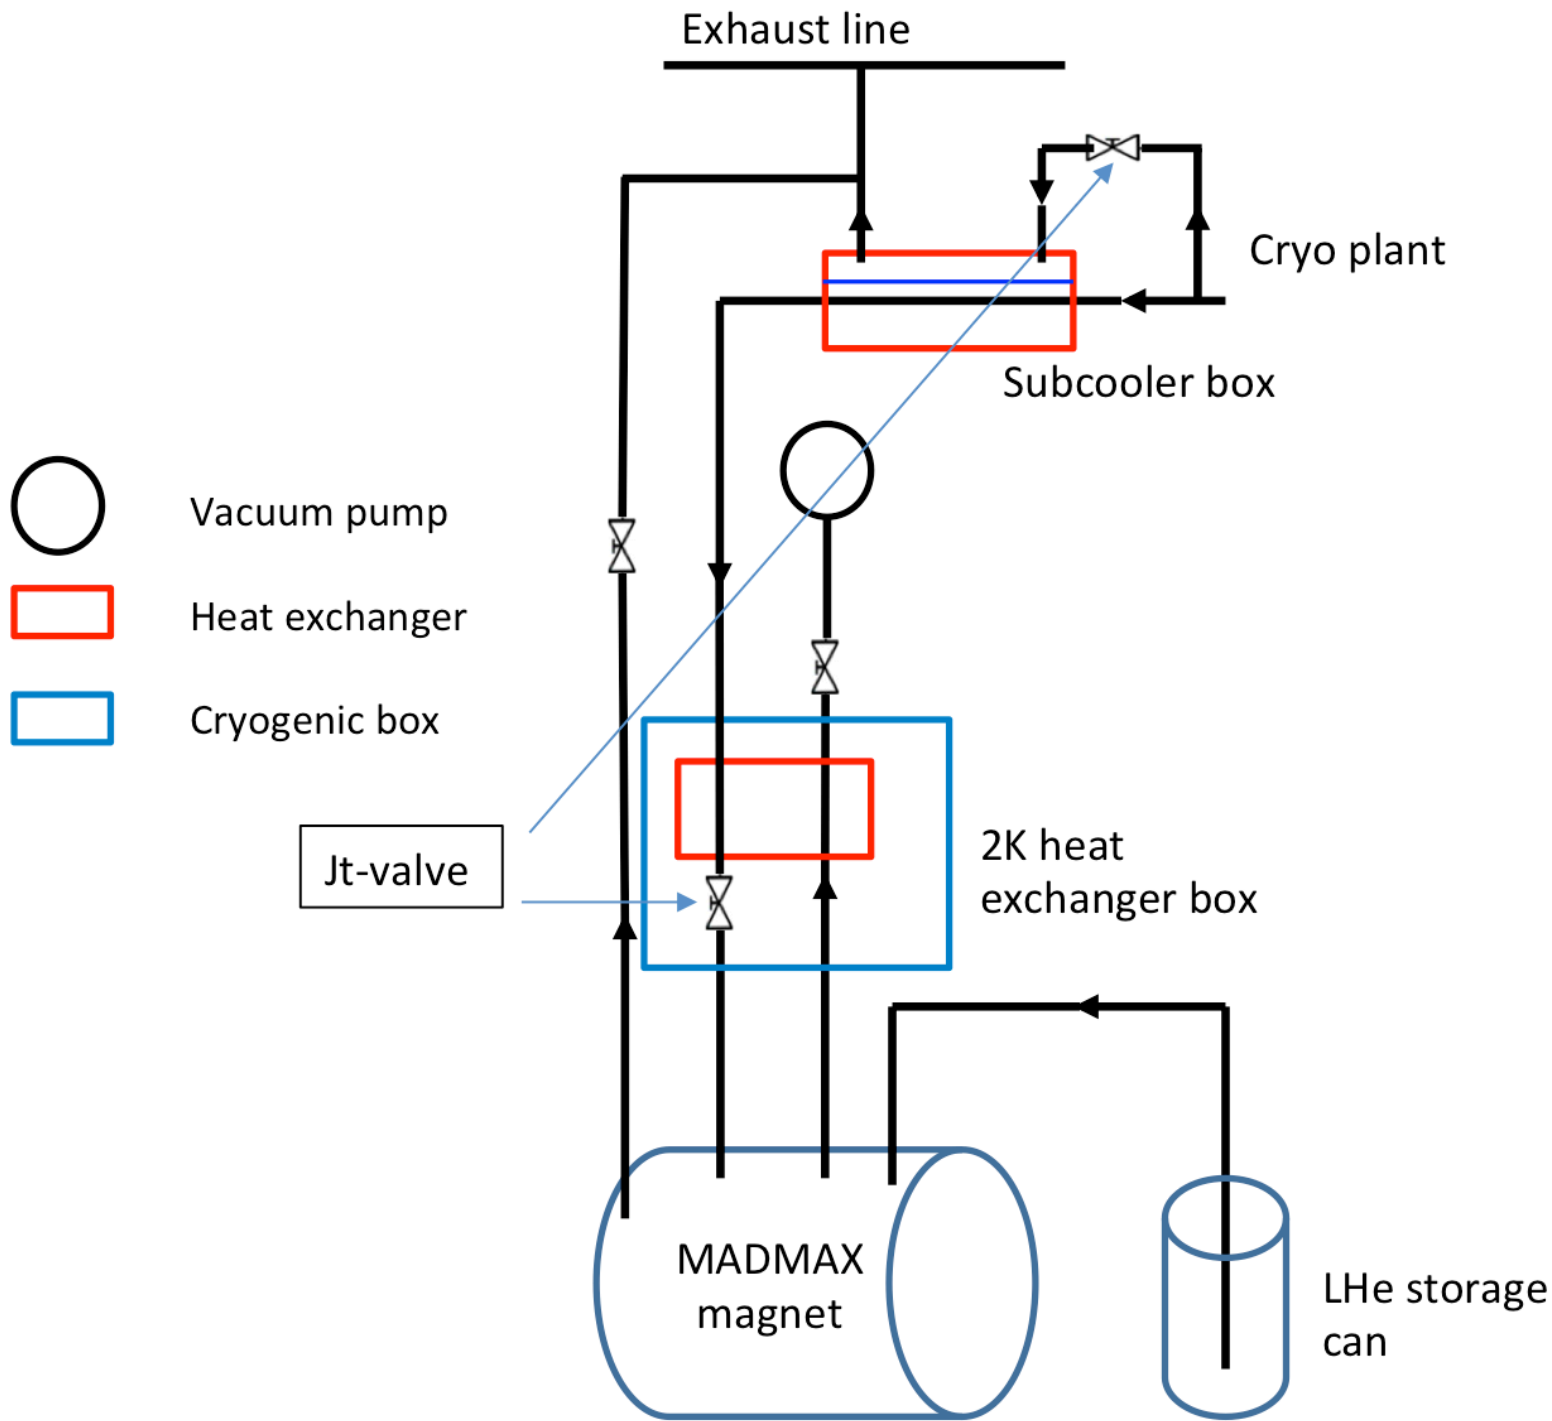 Exhaust line
Cryo plant
Subcooler box
Vacuum pump
Heat exchanger
Cryogenic box
Jt-valve
2K heat
exchanger box
MADMAX
magnet
LHe storage
can